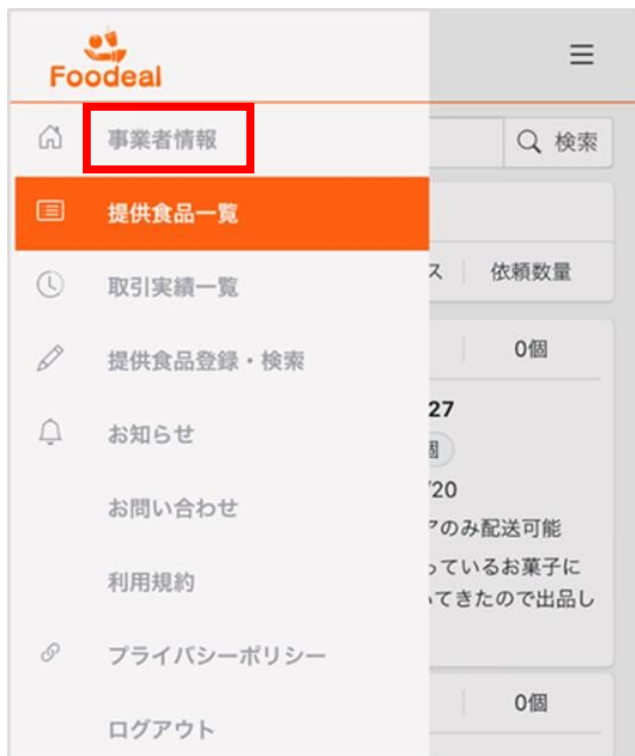 Foodeal
事業者情報
検索
提供食品一覧
ス 依頼数量
取引実績一覧
0個
提供食品登録・検索
27
個
お知らせ
/20
お問い合わせ
アのみ配送可能
っているお菓子に
利用規約
いてきたので出品し
プライバシーポリシー
0個
ログアウト